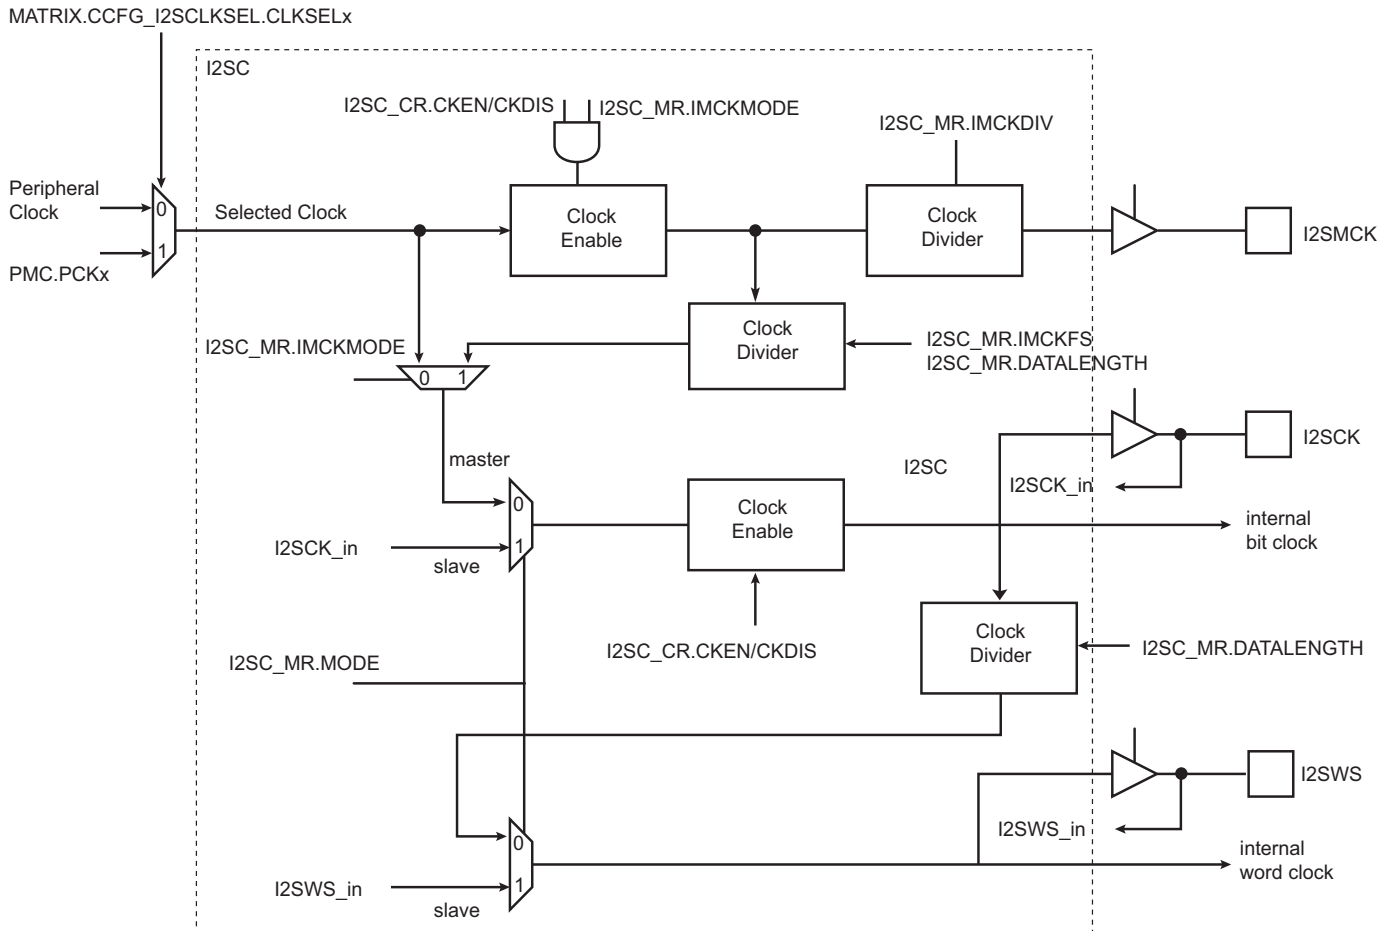 MATRIX.CCFG_I2SCLKSEL.CLKSELx
I2SC
I2SC_CR.CKEN/CKDIS
I2SC_MR.IMCKMODE
I2SC_MR.IMCKDIV
Peripheral
Clock
0
1
PMC.PCKx
Selected Clock
Clock
Enable
Clock
Divider
I2SMCK
Clock
Divider
I2SC_MR.IMCKFS
I2SC_MR.DATALENGTH
I2SC_MR.IMCKMODE
0 1
master
I2SC
I2SCK
I2SCK_in
0
1
I2SCK_in
slave
Clock
Enable
internal
bit clock
I2SC_CR.CKEN/CKDIS
Clock
Divider
I2SC_MR.DATALENGTH
I2SC_MR.MODE
I2SWS
I2SWS_in
0
1
I2SWS_in
slave
internal
word clock